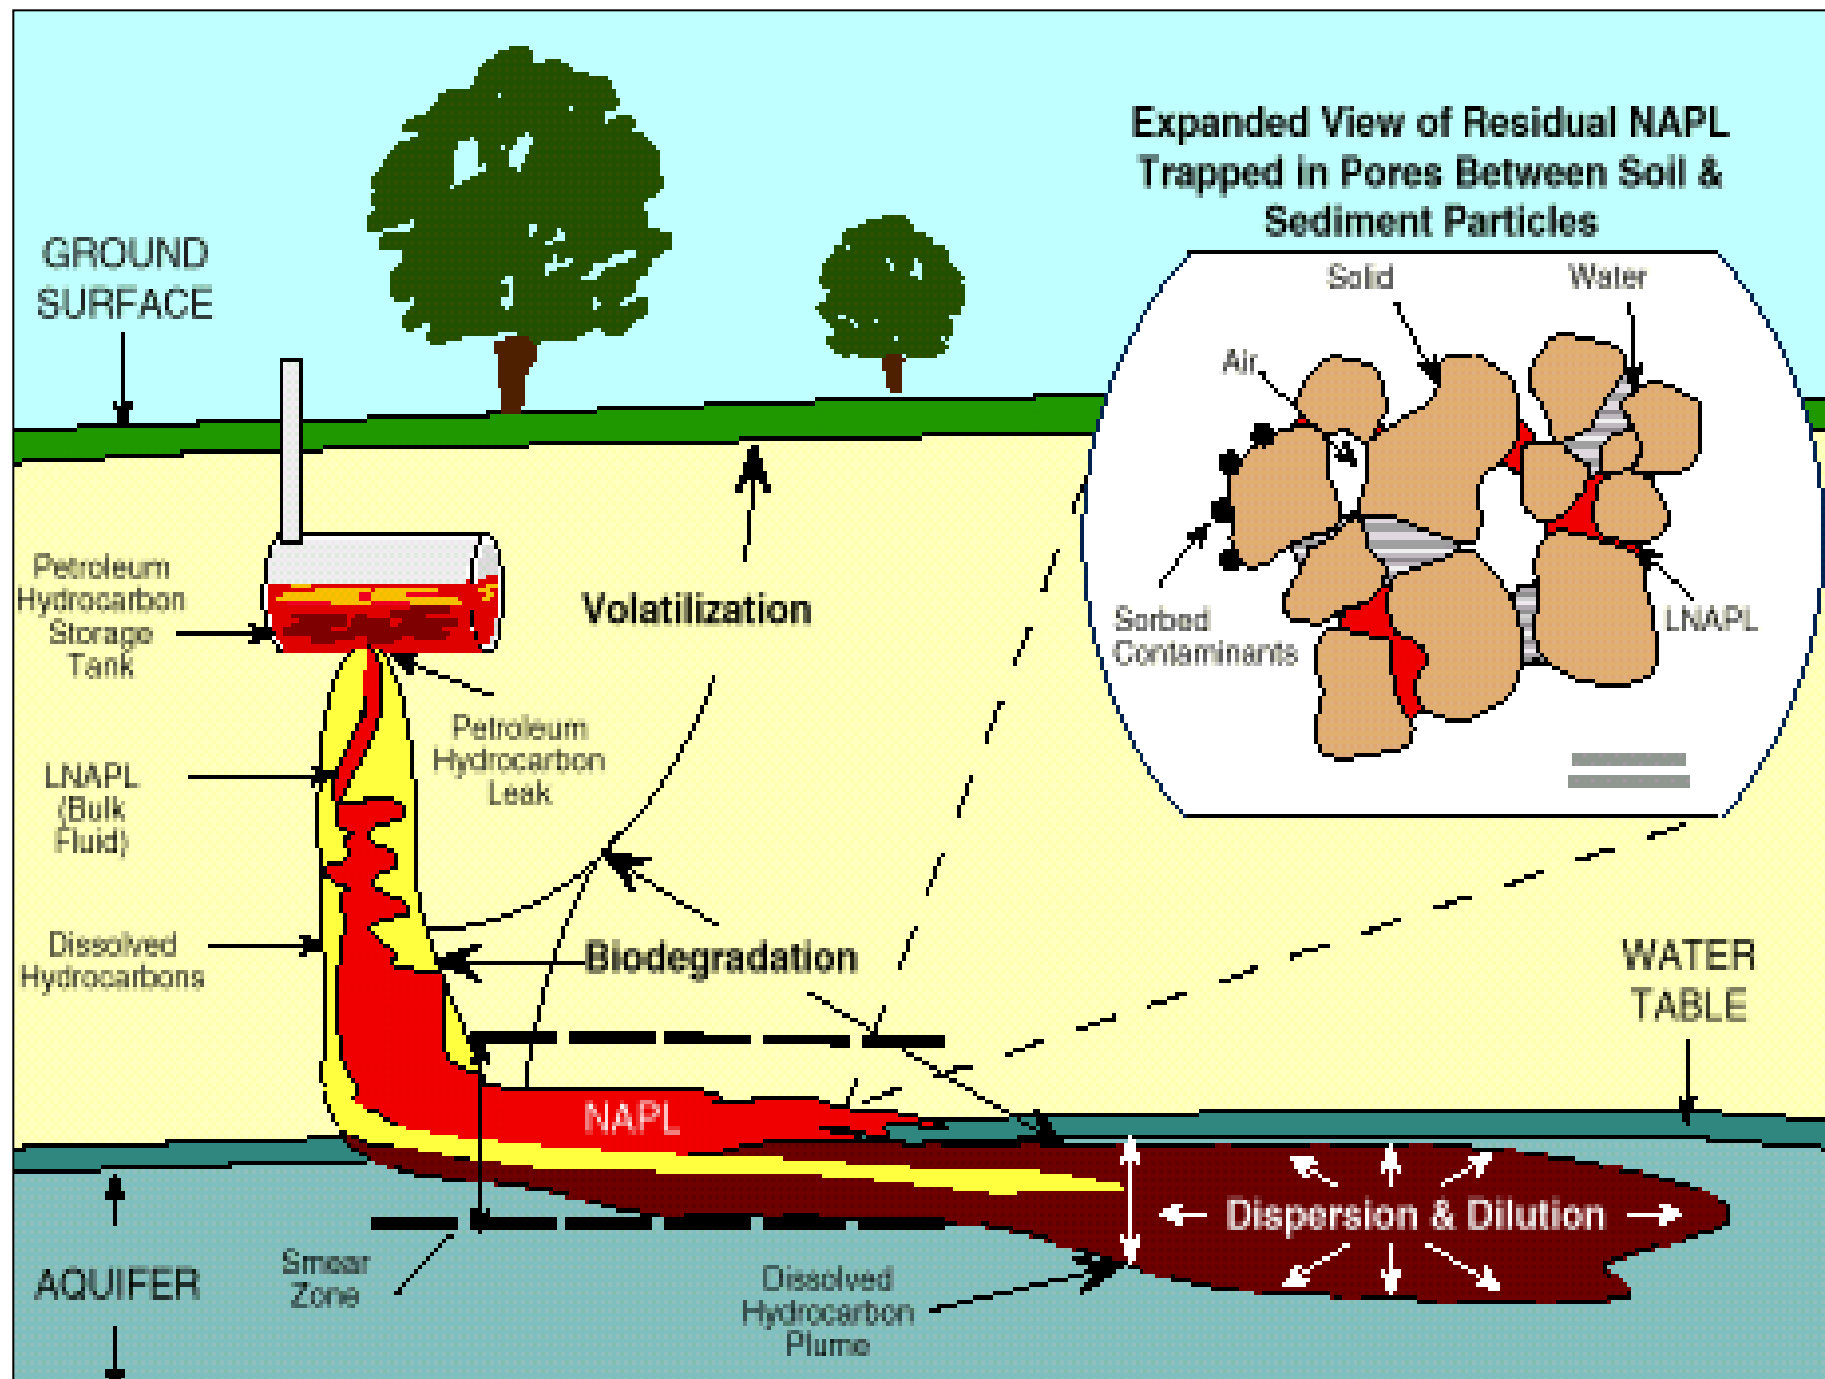 Expanded View of Residual NAPL
Trapped in Pores Between Soil &
Sediment Particles
GROUND
SURFACE
Solid
Water
Air
Sorbed
Contaminants
LNAPL
Petroleum
Hydrocarbon
Storage
Tank
Volatilization
Petroleum
Hydrocarbon
Leak
LNAPL
(Bulk
Fluid)
Dissolved
Hydrocarbons
Biodegradation
WATER
TABLE
NAPL
Dispersion & Dilution
AQUIFER
Smear
Zone
Dissolved
Hydrocarbon
Plume